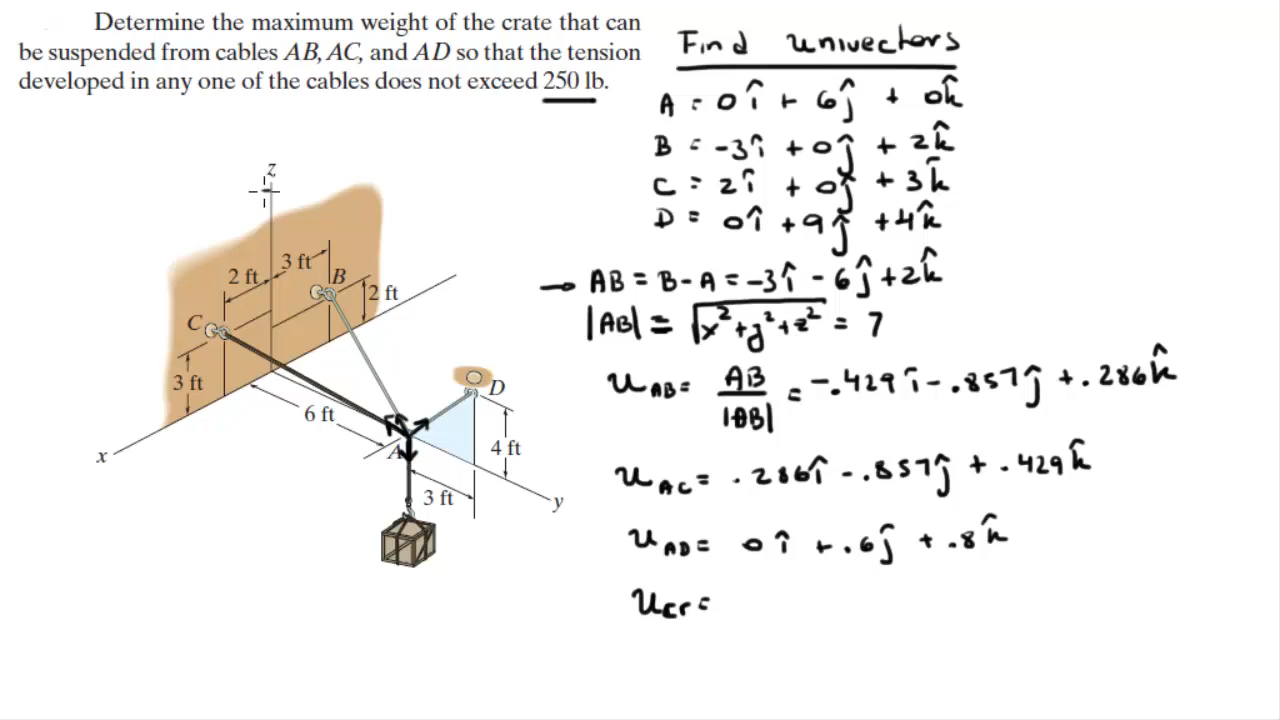 Determine the maximum weight of the crate that can
be suspended from cables AB, AC, and AD so that the tension
developed in any one of the cables does not exceed 250 lb.
z
3 ft
2 ft
B
2 ft
C
3 ft
6 ft
D
A
4 ft
x
3 ft
y
Find univectors
A = 0î + 6ĵ + 0k̂
B = -3î + 0ĵ + 2k̂
C = 2î + 0ĵ + 3k̂
D = 0î + 9ĵ + 4k̂
→ AB = B - A = -3î - 6ĵ + 2k̂
|AB| = √x²+y²+z² = 7
u AB = AB / |AB| = -.429î - .857ĵ + .286k̂
u AC = .286î - .857ĵ + .429k̂
u AD = 0î + .6ĵ + .8k̂
u cr =